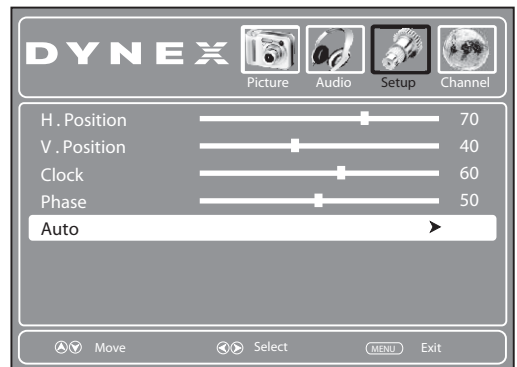 DYNEX
Picture Audio Setup Channel
H . Position 70
V . Position 40
Clock 60
Phase 50
Auto
Move Select MENU Exit